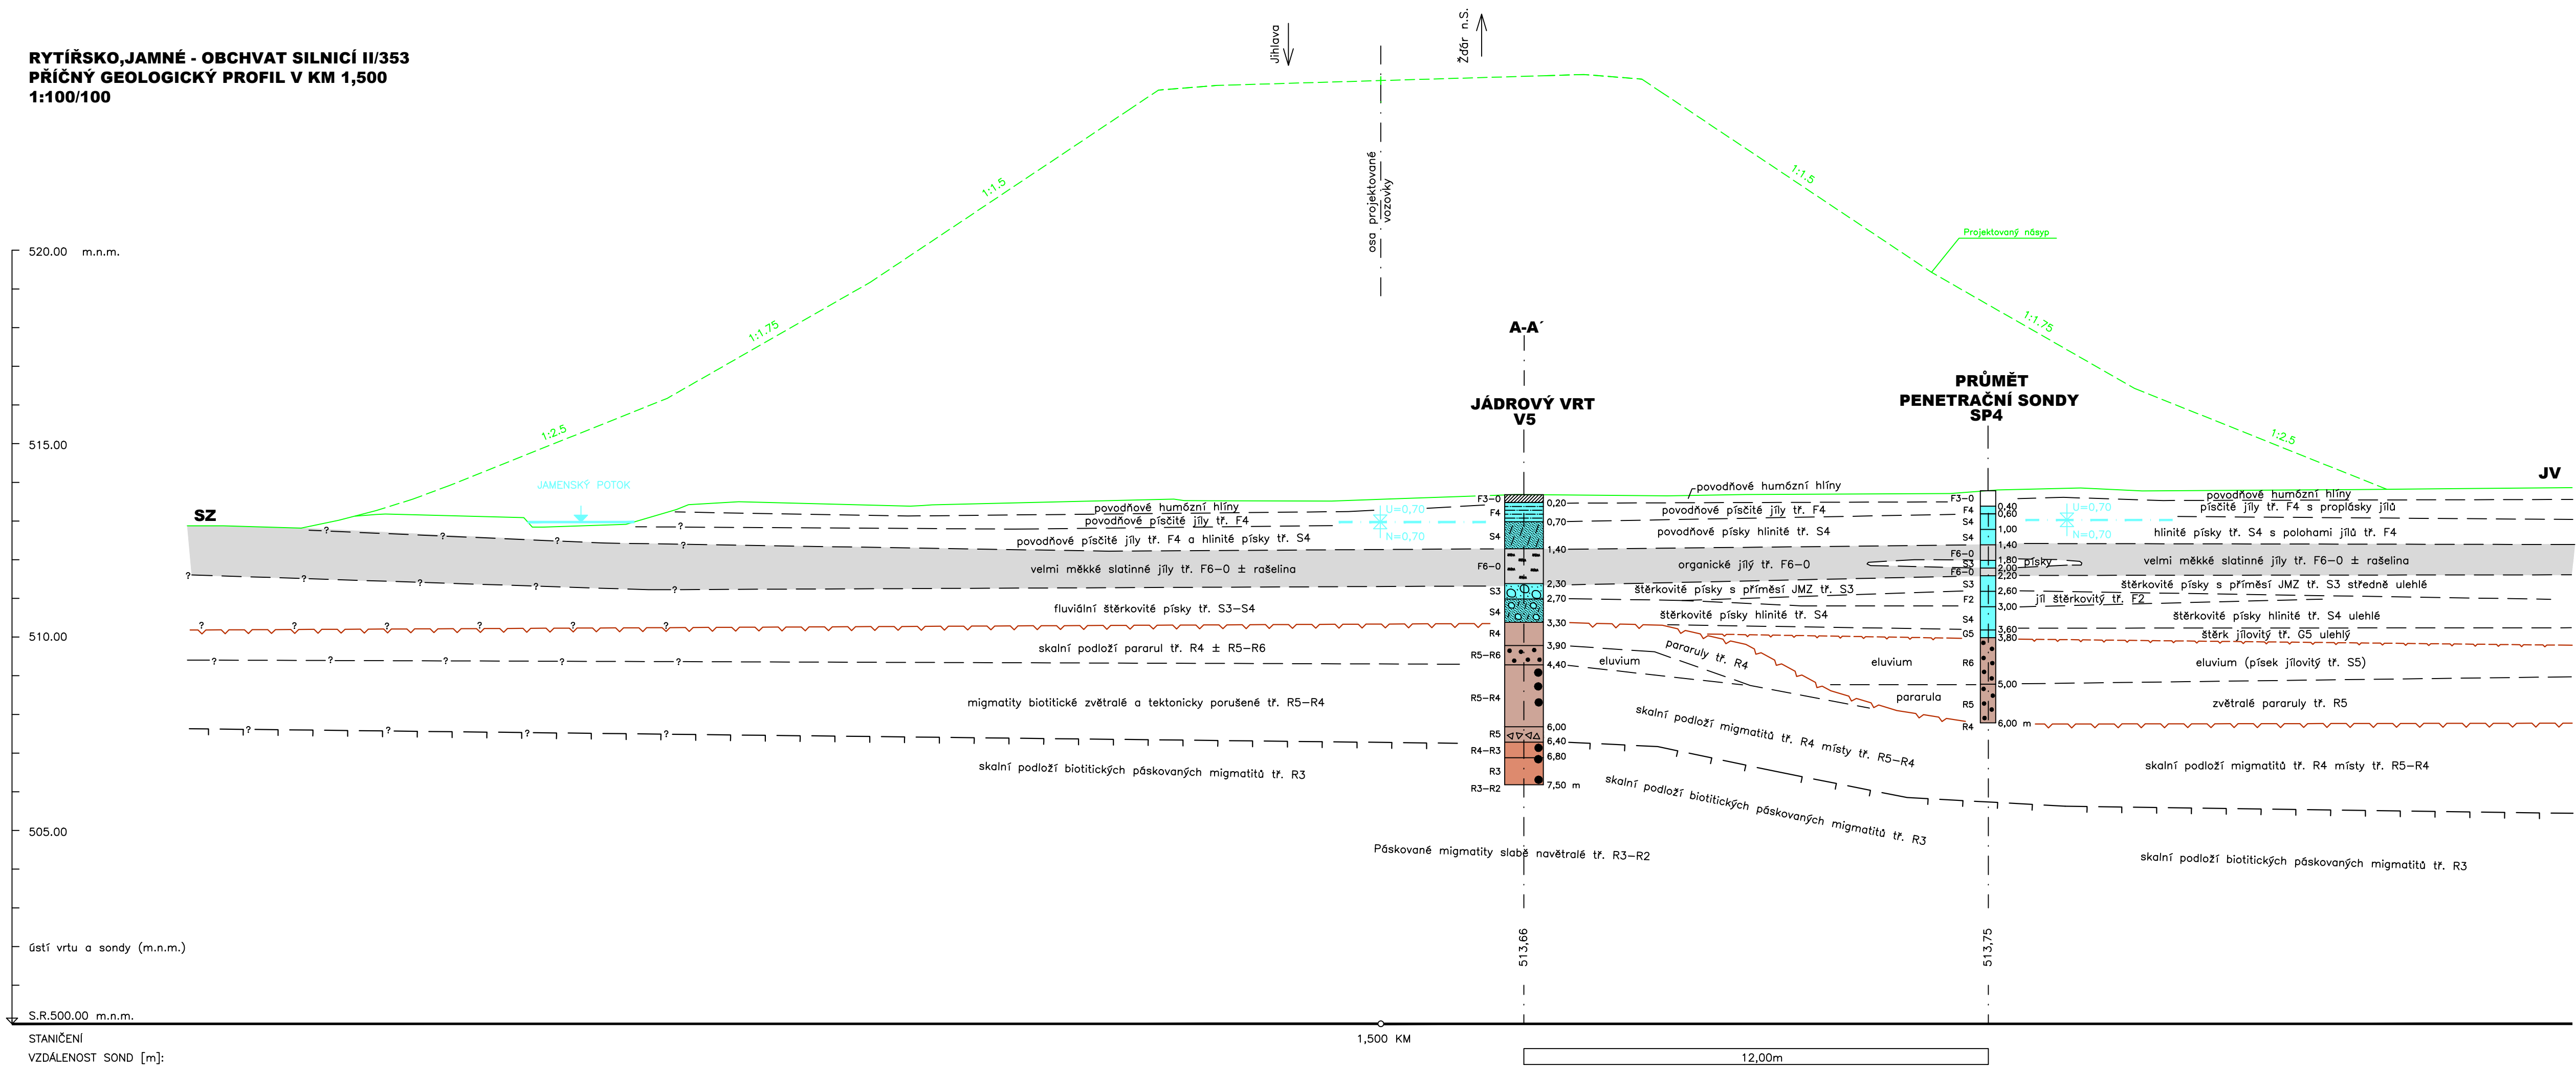 RYTÍŘSKO,JAMNÉ - OBCHVAT SILNICÍ II/353
PŘÍČNÝ GEOLOGICKÝ PROFIL V KM 1,500
1:100/100
Jihlava
Žďár n.S.
osa projektované
vozovky
1:1.5
1:1.75
1:2.5
1:1.5
1:1.75
1:2.5
Projektovaný násyp
520.00 m.n.m.
515.00
510.00
505.00
ústí vrtu a sondy (m.n.m.)
S.R.500.00 m.n.m.
STANIČENÍ
VZDÁLENOST SOND [m]:
SZ
JV
JAMENSKÝ POTOK
A-A´
JÁDROVÝ VRT
V5
PRŮMĚT
PENETRAČNÍ SONDY
SP4
povodňové humózní hlíny
povodňové písčité jíly tř. F4
povodňové písčité jíly tř. F4 a hlinité písky tř. S4
velmi měkké slatinné jíly tř. F6-0 ± rašelina
fluviální štěrkovité písky tř. S3-S4
skalní podloží pararul tř. R4 ± R5-R6
migmatity biotitické zvětralé a tektonicky porušené tř. R5-R4
skalní podloží biotitických páskovaných migmatitů tř. R3
U=0,70
N=0,70
F3-0
F4
S4
F6-0
S3
S4
R4
R5-R6
R5-R4
R5
R4-R3
R3
R3-R2
0,20
0,70
1,40
2,30
2,70
3,30
3,90
4,40
6,00
6,40
6,80
7,50 m
povodňové humózní hlíny
povodňové písčité jíly tř. F4
povodňové písky hlinité tř. S4
organické jílý tř. F6-0
štěrkovité písky s příměsí JMZ tř. S3
štěrkovité písky hlinité tř. S4
pararuly tř. R4
eluvium
eluvium
pararula
skalní podloží migmatitů tř. R4 místy tř. R5-R4
skalní podloží biotitických páskovaných migmatitů tř. R3
Páskované migmatity slabě navětralé tř. R3-R2
F3-0
F4
S4
S4
F6-0
S3
F6-0
S3
F2
S4
G5
R6
R5
R4
0,40
0,60
1,00
1,40
1,80
2,00
2,20
2,60
3,00
3,60
3,80
5,00
6,00 m
písky
U=0,70
N=0,70
povodňové humózní hlíny
písčité jíly tř. F4 s proplásky jílů
hlinité písky tř. S4 s polohami jílů tř. F4
velmi měkké slatinné jíly tř. F6-0 ± rašelina
štěrkovité písky s příměsí JMZ tř. S3 středně ulehlé
jíl štěrkovitý tř. F2
štěrkovité písky hlinité tř. S4 ulehlé
štěrk jílovitý tř. G5 ulehlý
eluvium (písek jílovitý tř. S5)
zvětralé pararuly tř. R5
skalní podloží migmatitů tř. R4 místy tř. R5-R4
skalní podloží biotitických páskovaných migmatitů tř. R3
513,66
513,75
1,500 KM
12,00m
? ? ? ? ? ?
? ? ? ? ?
? ? ? ? ? ?
? ? ? ? ?
? ? ? ?